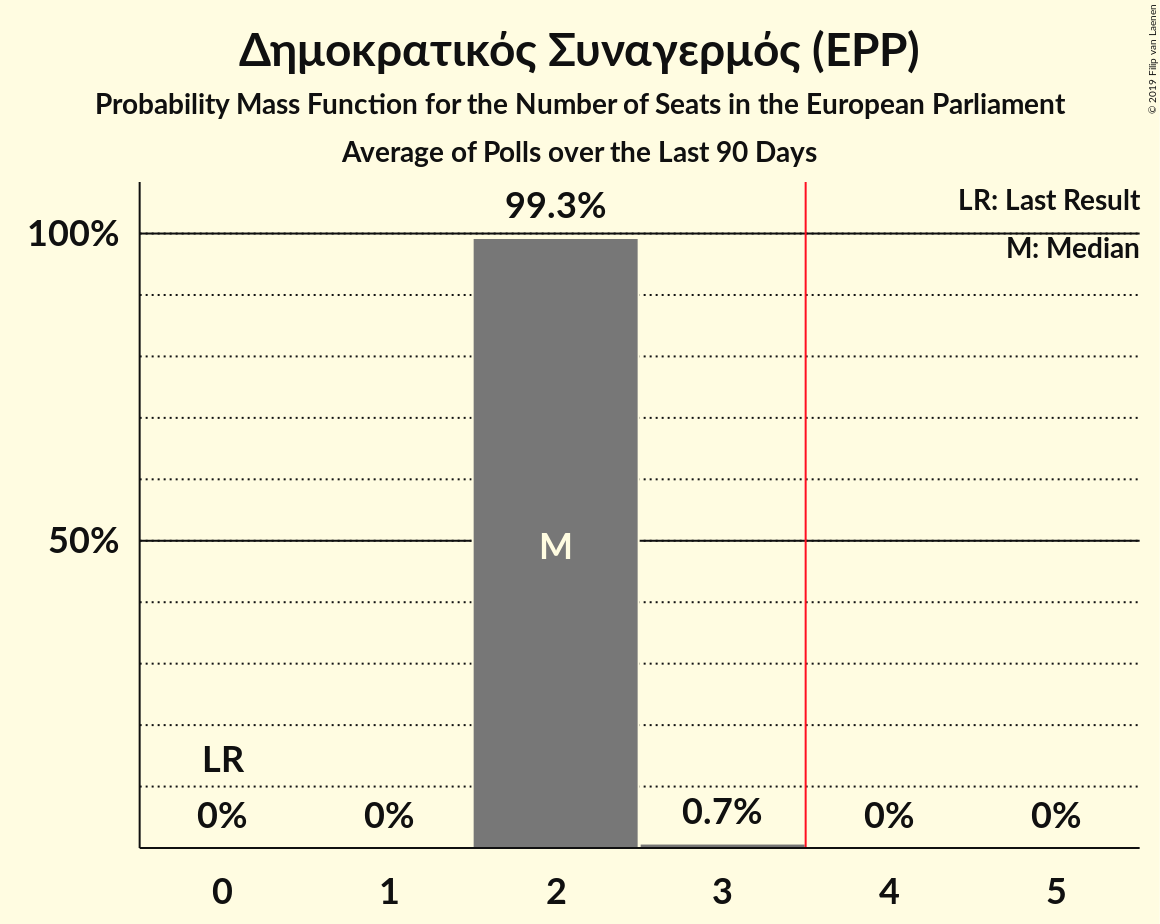 Δημοκρατικός Συναγερμός (EPP)
Probability Mass Function for the Number of Seats in the European Parliament
Average of Polls over the Last 90 Days
© 2019 Filip van Laenen
LR: Last Result
M: Median
99.3%
100%
50%
M
LR
0%
0%
0.7%
0%
0%
0 1 2 3 4 5